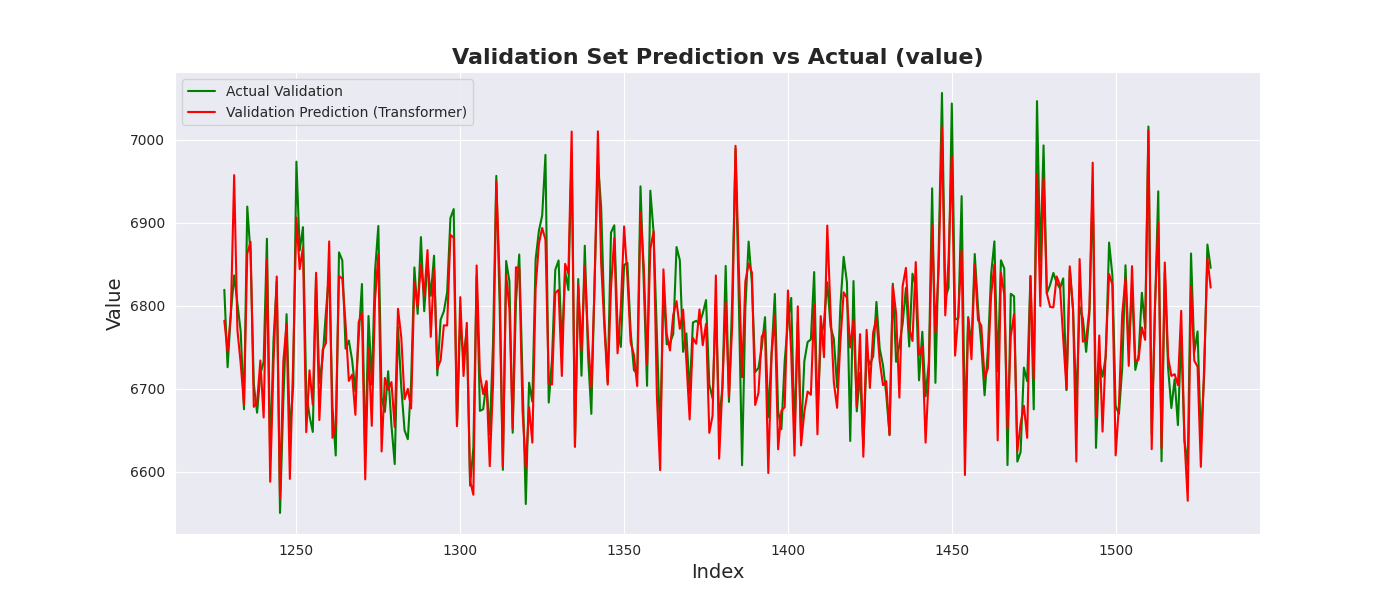 Validation Set Prediction vs Actual (value)
Actual Validation
Validation Prediction (Transformer)
Value
7000
6900
6800
6700
6600
1250 1300 1350 1400 1450 1500
Index